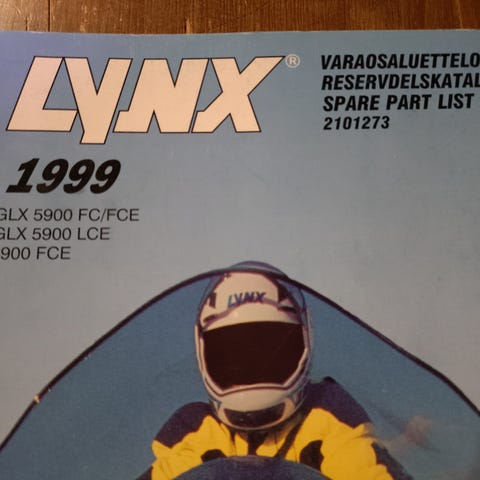 LYNX®
VARAOSALUETTELO
RESERVDELSKATAL
SPARE PART LIST
2101273
1999
GLX 5900 FC/FCE
GLX 5900 LCE
900 FCE
LYNX